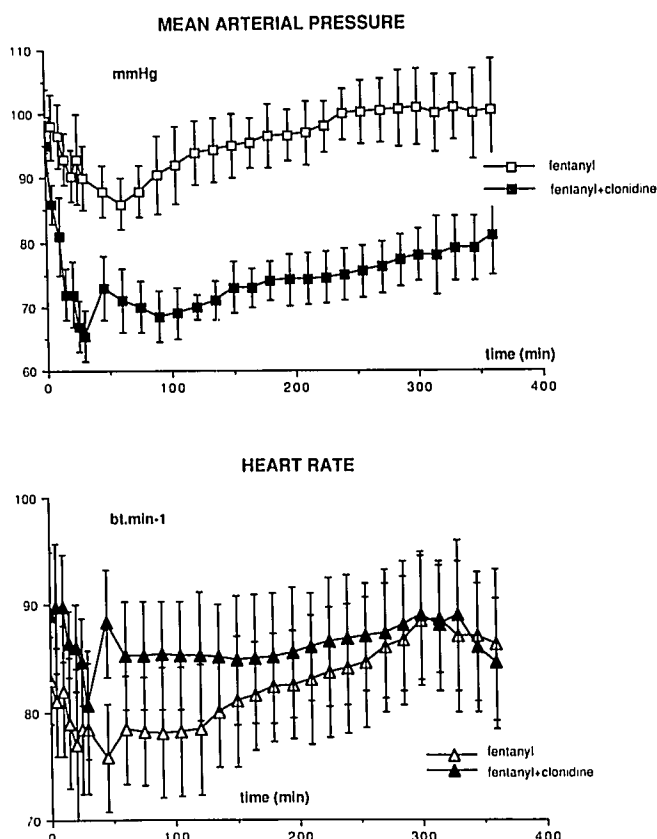 MEAN ARTERIAL PRESSURE
110
mmHg
100
90
fentanyl
fentanyl+clonidine
80
70
time (min)
60
0
100
200
300
400
HEART RATE
100
bt.min-1
90
80
fentanyl
fentanyl+clonidine
time (min)
70
0
100
200
300
400